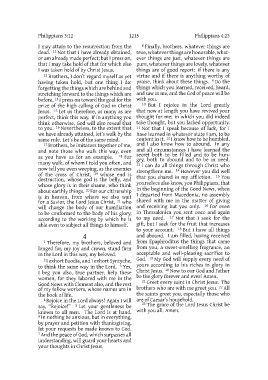 Philippians 3:12
1215
Philippians 4:23
I may attain to the resurrection from the
dead. 12 Not that I have already obtained,
or am already made perfect: but I press on,
that I may take hold of that for which also
I was taken hold of by Christ Jesus.
13 Brothers, I don't regard myself as yet
having taken hold, but one thing I do:
forgetting the things which are behind and
stretching forward to the things which are
before, 14 I press on toward the goal for the
prize of the high calling of God in Christ
Jesus. 15 Let us therefore, as many as are
perfect, think this way. If in anything you
think otherwise, God will also reveal that
to you. 16 Nevertheless, to the extent that
we have already attained, let's walk by the
same rule. Let's be of the same mind.
17 Brothers, be imitators together of me,
and note those who walk this way, even
as you have us for an example. 18 For
many walk, of whom I told you often, and
now tell you even weeping, as the enemies
of the cross of Christ, 19 whose end is
destruction, whose god is the belly, and
whose glory is in their shame, who think
about earthly things. 20 For our citizenship
is in heaven, from where we also wait
for a Savior, the Lord Jesus Christ, 21 who
will change the body of our humiliation
to be conformed to the body of his glory,
according to the working by which he is
able even to subject all things to himself.
4
1 Therefore, my brothers, beloved and
longed for, my joy and crown, stand firm
in the Lord in this way, my beloved.
2 I exhort Euodia, and I exhort Syntyche,
to think the same way in the Lord. 3 Yes,
I beg you also, true partner, help these
women, for they labored with me in the
Good News with Clement also, and the rest
of my fellow workers, whose names are in
the book of life.
4 Rejoice in the Lord always! Again I will
say, "Rejoice!" 5 Let your gentleness be
known to all men. The Lord is at hand.
6 In nothing be anxious, but in everything,
by prayer and petition with thanksgiving,
let your requests be made known to God.
7 And the peace of God, which surpasses all
understanding, will guard your hearts and
your thoughts in Christ Jesus.
8 Finally, brothers, whatever things are
true, whatever things are honorable, what-
ever things are just, whatever things are
pure, whatever things are lovely, whatever
things are of good report: if there is any
virtue and if there is anything worthy of
praise, think about these things. 9 Do the
things which you learned, received, heard,
and saw in me, and the God of peace will be
with you.
10 But I rejoice in the Lord greatly
that now at length you have revived your
thought for me; in which you did indeed
take thought, but you lacked opportunity.
11 Not that I speak because of lack, for I
have learned in whatever state I am, to be
content in it. 12 I know how to be humbled,
and I also know how to abound. In any
and all circumstances I have learned the
secret both to be filled and to be hun-
gry, both to abound and to be in need.
13 I can do all things through Christ who
strengthens me. 14 However you did well
that you shared in my affliction. 15 You
yourselves also know, you Philippians, that
in the beginning of the Good News, when
I departed from Macedonia, no assembly
shared with me in the matter of giving
and receiving but you only. 16 For even
in Thessalonica you sent once and again
to my need. 17 Not that I seek for the
gift, but I seek for the fruit that increases
to your account. 18 But I have all things
and abound. I am filled, having received
from Epaphroditus the things that came
from you, a sweet-smelling fragrance, an
acceptable and well-pleasing sacrifice to
God. 19 My God will supply every need of
yours according to his riches in glory in
Christ Jesus. 20 Now to our God and Father
be the glory forever and ever! Amen.
21 Greet every saint in Christ Jesus. The
brothers who are with me greet you. 22 All
the saints greet you, especially those who
are of Caesar's household.
23 The grace of the Lord Jesus Christ be
with you all. Amen.